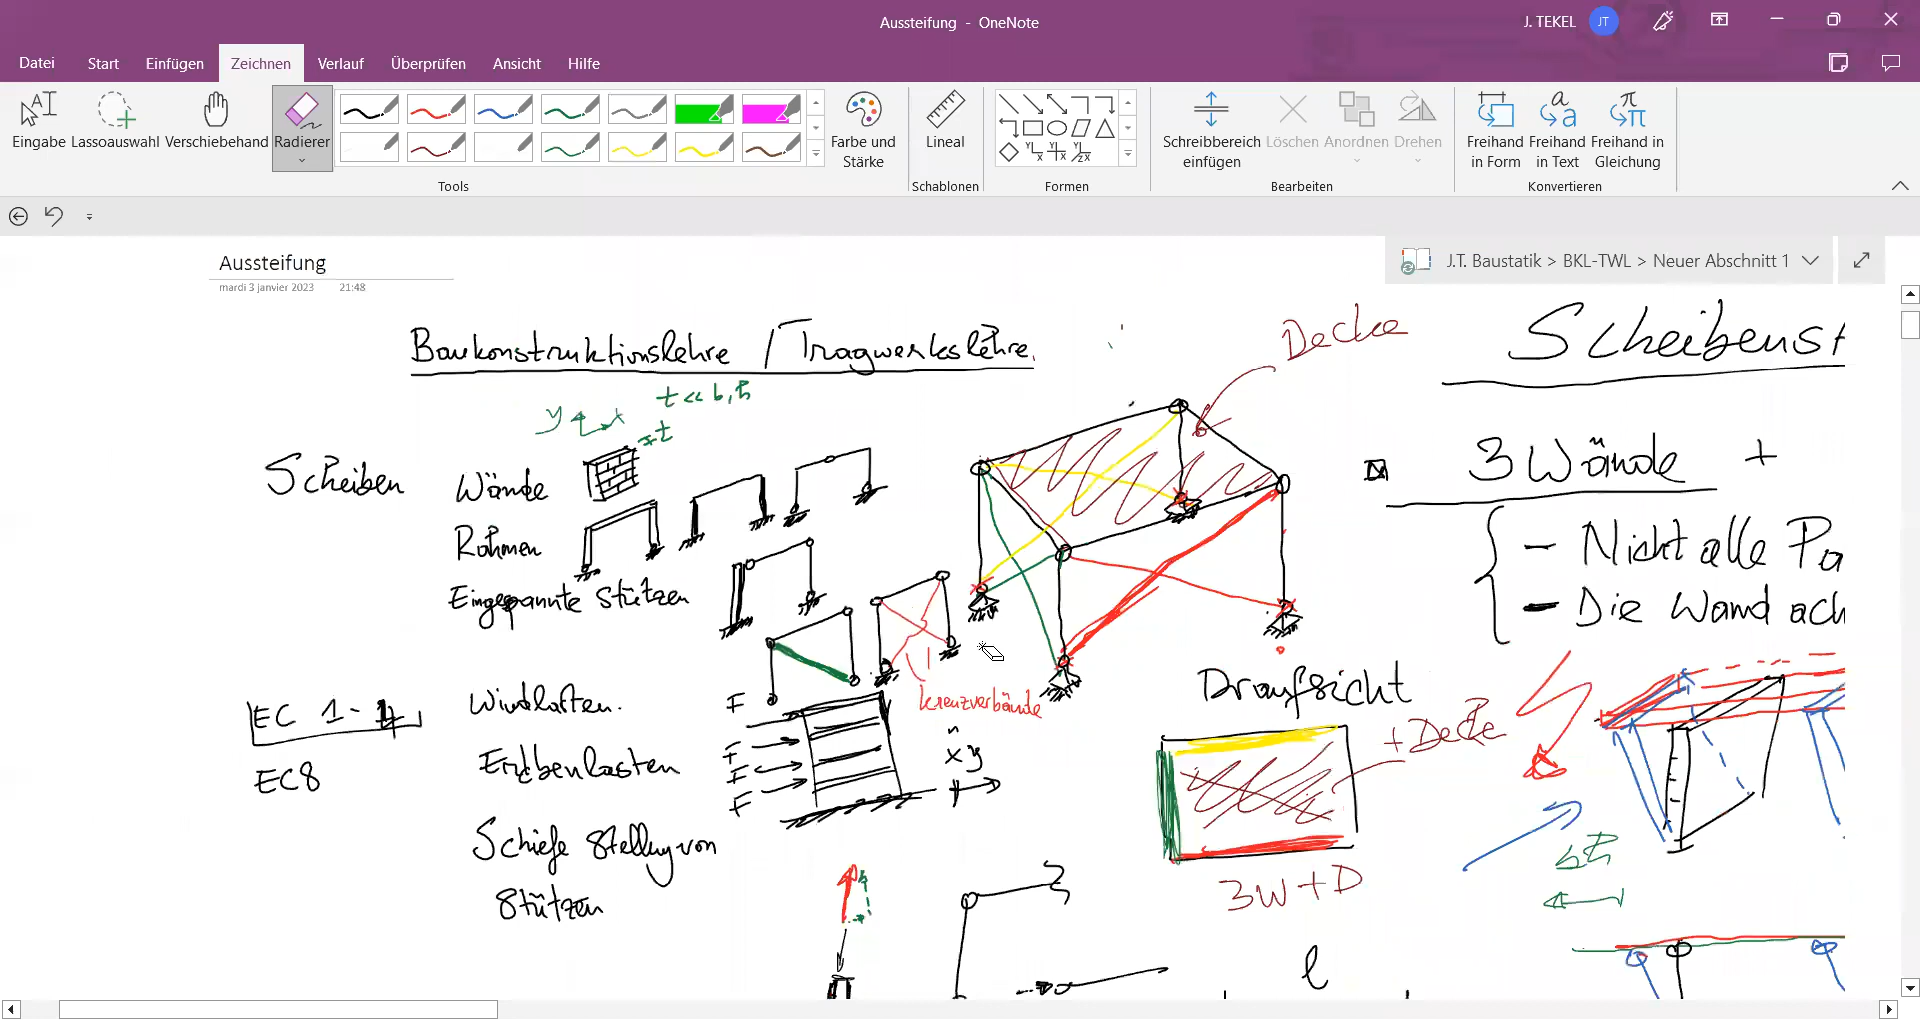 Aussteifung - OneNote
J. TEKEL
JT
Datei
Start
Einfügen
Zeichnen
Verlauf
Überprüfen
Ansicht
Hilfe
Eingabe
Lassoauswahl
Verschiebehand
Radierer
Farbe und
Stärke
Lineal
Schreibbereich
einfügen
Löschen
Anordnen
Drehen
Freihand
in Form
Freihand
in Text
Freihand in
Gleichung
Tools
Schablonen
Formen
Bearbeiten
Konvertieren
J.T. Baustatik > BKL-TWL > Neuer Abschnitt 1
Aussteifung
mardi 3 janvier 2023 21:48
Baukonstruktionslehre / Tragwerkslehre.
Decke
Scheibenst
t << b, h
y x
t
Scheiben
Wände
3 Wände +
Rahmen
- Nicht alle Pa
Eingespannte Stützen
- Die Wand ach
Kreuzverbände
Draufsicht
EC 1-4
Windlasten.
F
+Decke
EC8
Erdbenlasten
F
F
F
x y
Schiefe Stellung von
Stützen
3W+D
l